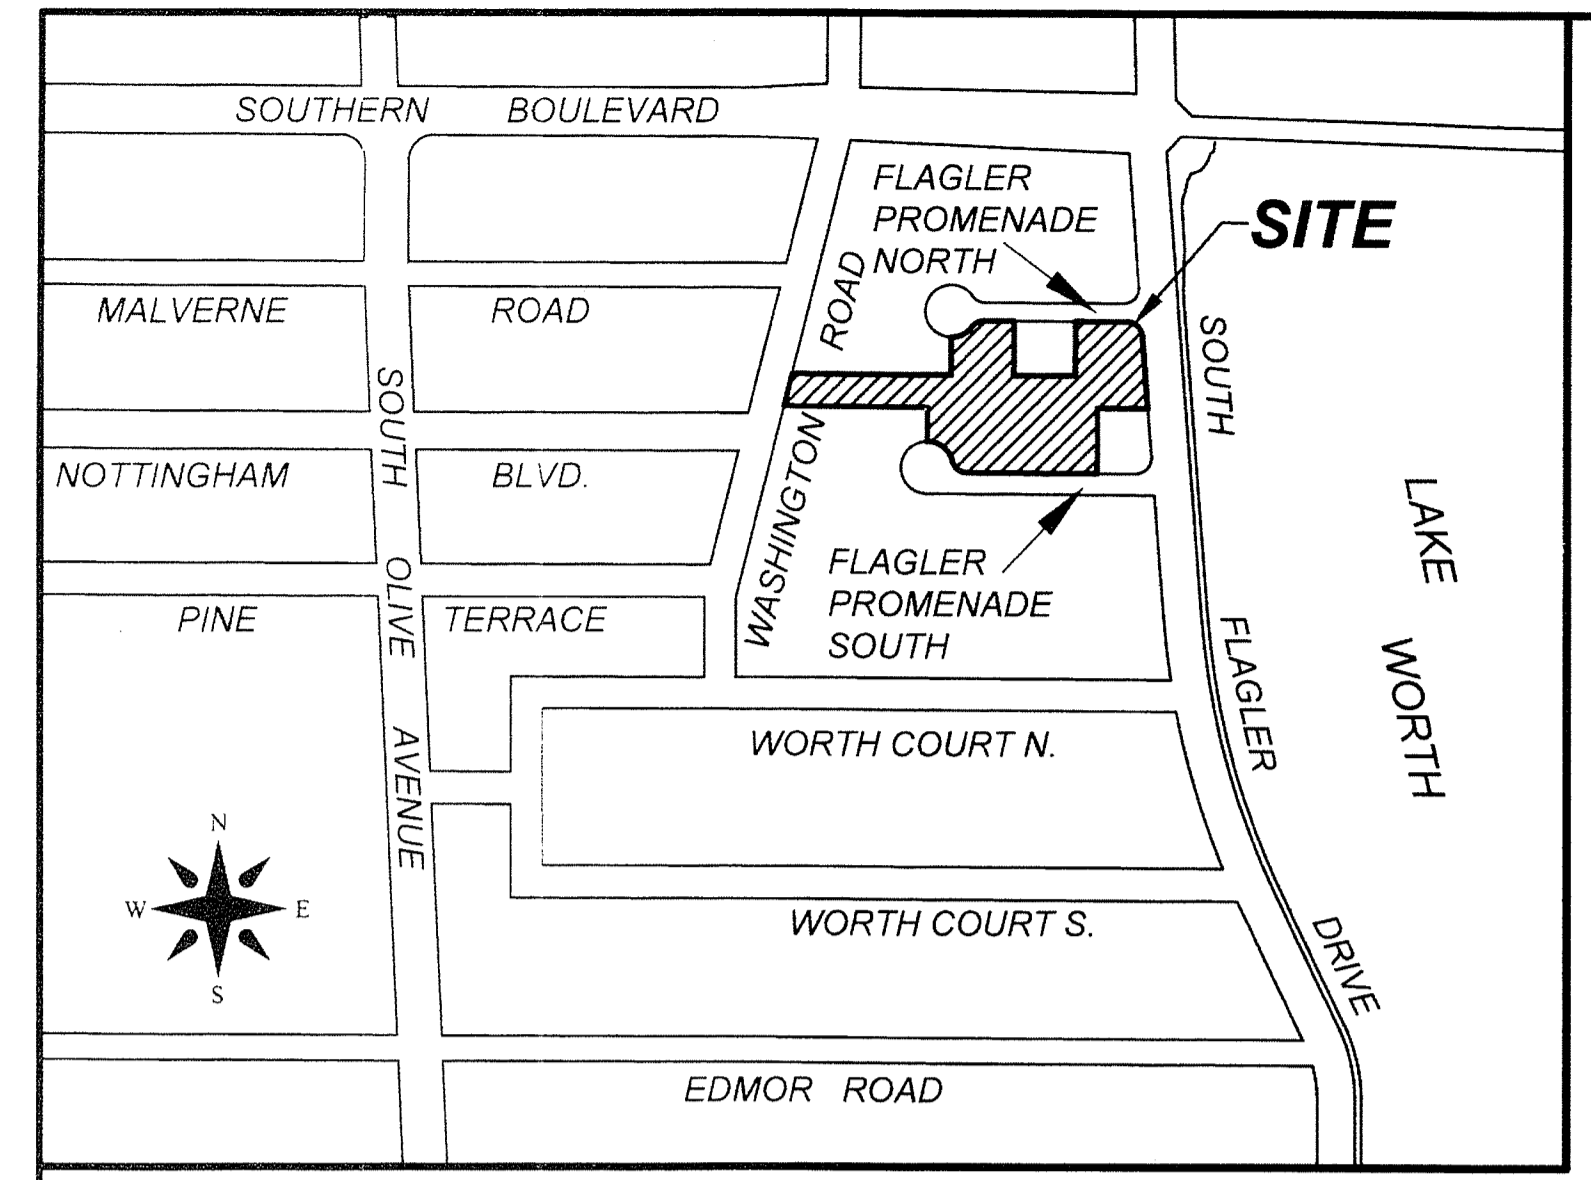 SOUTHERN BOULEVARD
FLAGLER
PROMENADE
NORTH
SITE
MALVERNE ROAD
NOTTINGHAM BLVD.
PINE TERRACE
SOUTH OLIVE AVENUE
WASHINGTON ROAD
FLAGLER
PROMENADE
SOUTH
SOUTH FLAGLER DRIVE
LAKE WORTH
WORTH COURT N.
WORTH COURT S.
EDMOR ROAD
N
W E
S